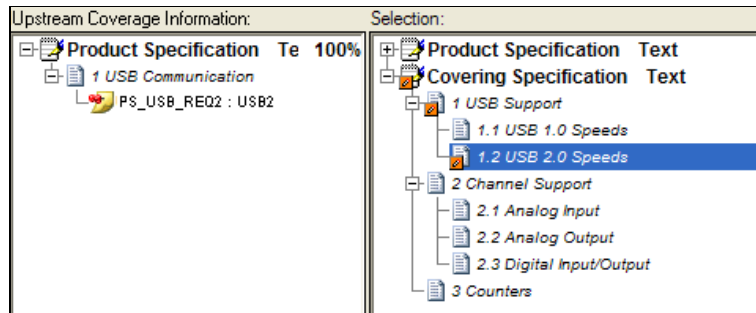 Upstream Coverage Information:
Product Specification Te 100%
1 USB Communication
PS_USB_REQ2 : USB2
Selection:
Product Specification Text
Covering Specification Text
1 USB Support
1.1 USB 1.0 Speeds
1.2 USB 2.0 Speeds
2 Channel Support
2.1 Analog Input
2.2 Analog Output
2.3 Digital Input/Output
3 Counters